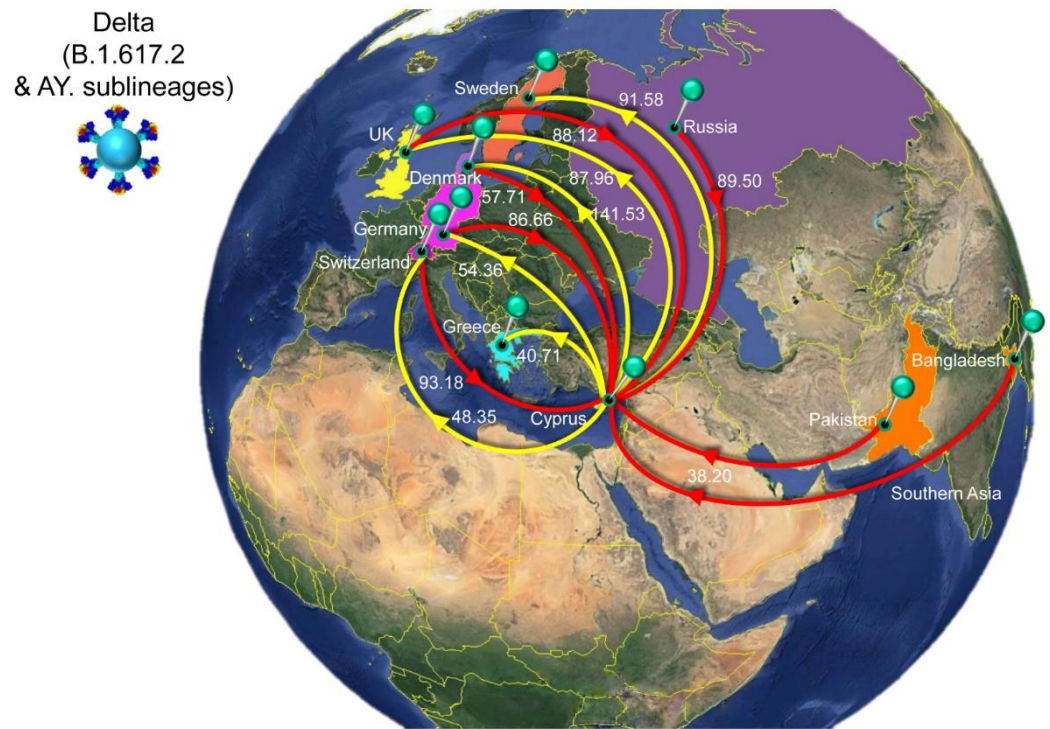 Delta
(B.1.617.2
& AY. sublineages)
Sweden
91.58
Russia
UK
88.12
Denmark
87.96
89.50
57.71
141.53
86.66
Germany
Switzerland
54.36
Greece
40.71
Bangladesh
93.18
48.35
Cyprus
Pakistan
38.20
Southern Asia